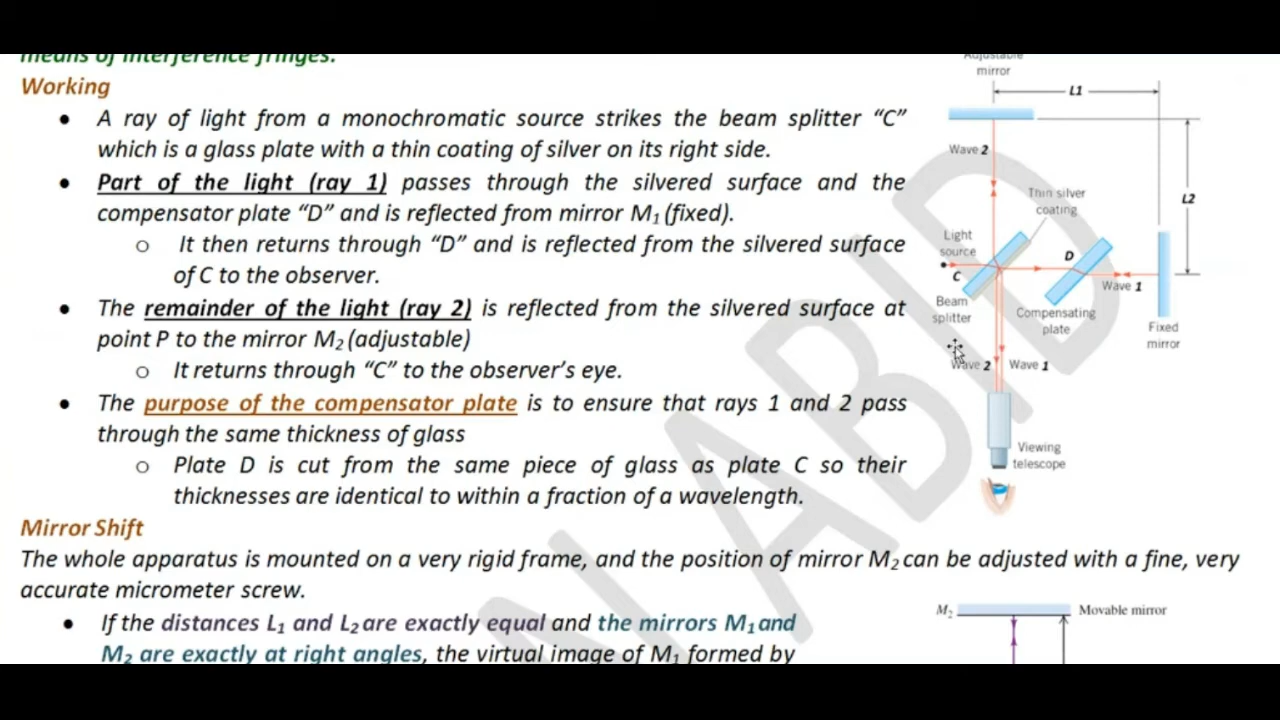 means of interference fringes.
Working
• A ray of light from a monochromatic source strikes the beam splitter “C”
which is a glass plate with a thin coating of silver on its right side.
• Part of the light (ray 1) passes through the silvered surface and the
compensator plate “D” and is reflected from mirror M₁ (fixed).
o It then returns through “D” and is reflected from the silvered surface
of C to the observer.
• The remainder of the light (ray 2) is reflected from the silvered surface at
point P to the mirror M₂ (adjustable)
o It returns through “C” to the observer’s eye.
• The purpose of the compensator plate is to ensure that rays 1 and 2 pass
through the same thickness of glass
o Plate D is cut from the same piece of glass as plate C so their
thicknesses are identical to within a fraction of a wavelength.
Mirror Shift
The whole apparatus is mounted on a very rigid frame, and the position of mirror M₂ can be adjusted with a fine, very
accurate micrometer screw.
• If the distances L₁ and L₂ are exactly equal and the mirrors M₁ and
M₂ are exactly at right angles, the virtual image of M₁ formed by
Adjustable
mirror
L1
Wave 2
L2
Thin silver
coating
Light
source
D
C
Wave 1
Beam
splitter
Compensating
plate
Fixed
mirror
Wave 2
Wave 1
Viewing
telescope
M₂
Movable mirror
NABID